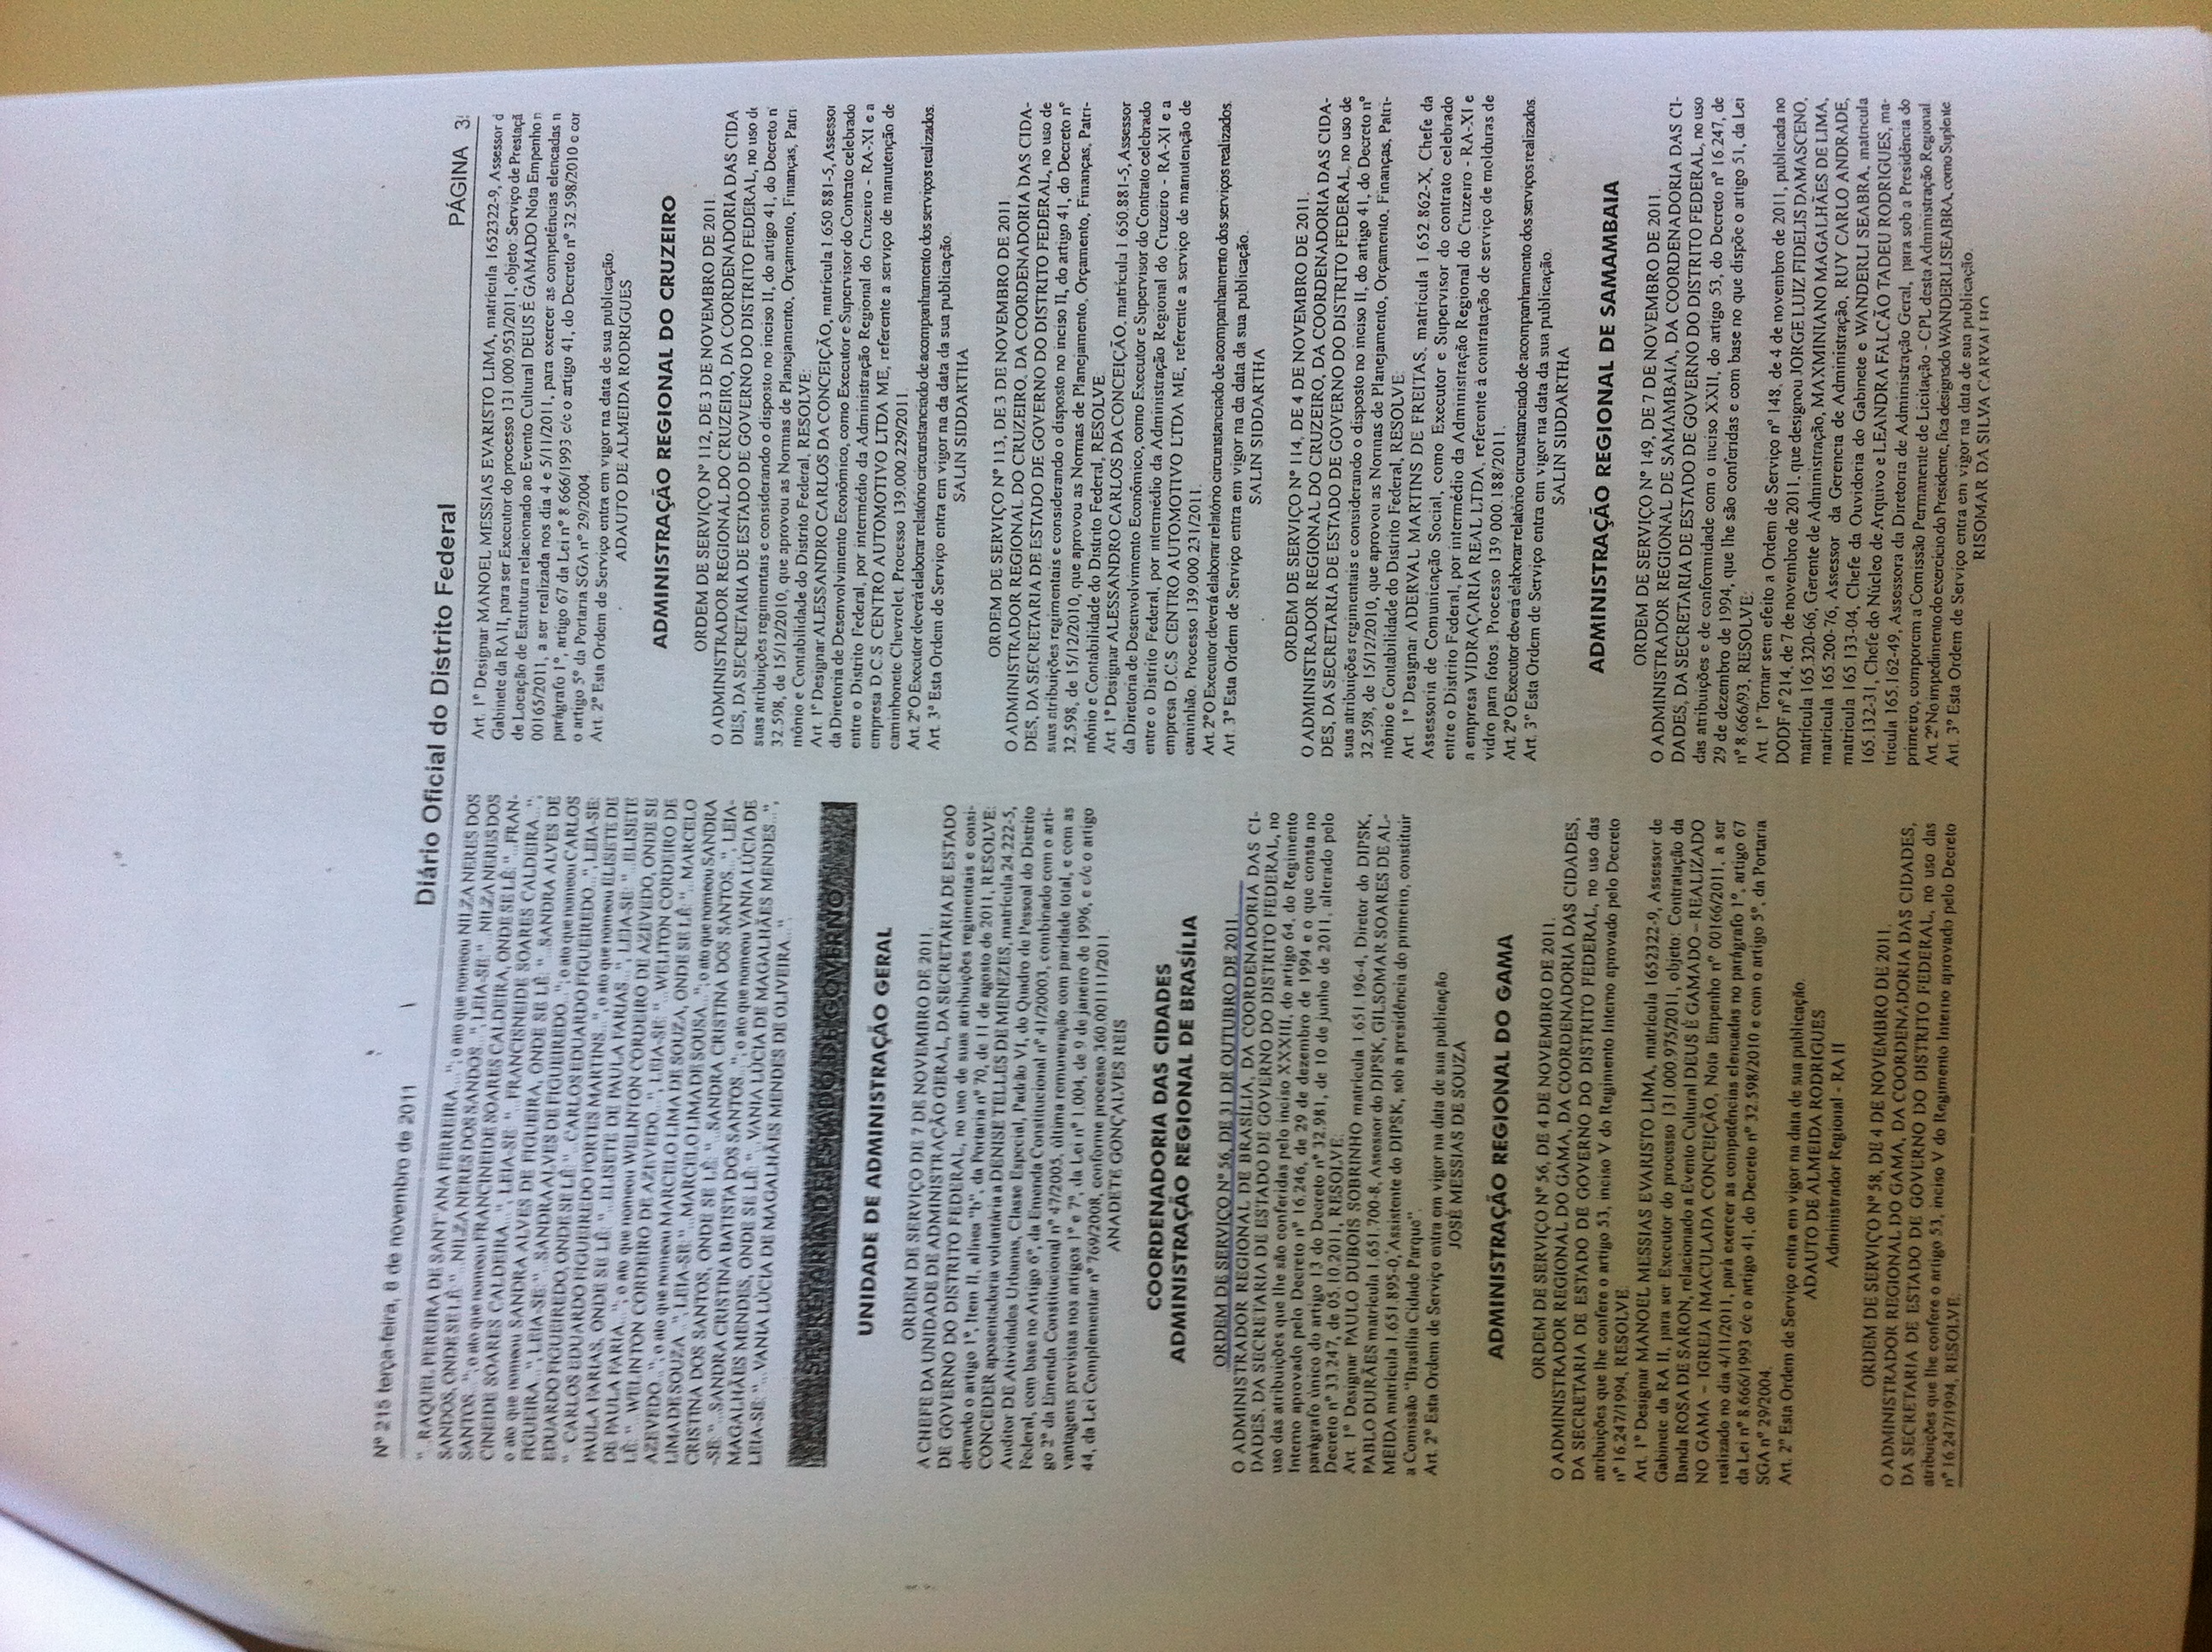 Nº 215 terça-feira, 8 de novembro de 2011
Diário Oficial do Distrito Federal
PÁGINA 3
"...RAQUEL PEREIRA DE SANT'ANA FERREIRA..."; o ato que nomeou NILZA NERES DOS
SANDOS, ONDE SE LÊ: "...NILZA NERES DOS SANDOS...", LEIA-SE: "...NILZA NERES DOS
SANTOS..."; o ato que nomeou FRANCINEIDE SOARES CALDEIRA, ONDE SE LÊ: "...FRAN-
CINEIDE SOARES CALDEIRA...", LEIA-SE: "...FRANCISNEIDE SOARES CALDEIRA...";
o ato que nomeou SANDRA ALVES DE FIGUEIRA, ONDE SE LÊ: "...SANDRA ALVES DE
FIGUEIRA...", LEIA-SE: "...SANDRA ALVES DE FIGUEIREDO..."; o ato que nomeou CARLOS
EDUARDO FIGUEIREDO, ONDE SE LÊ: "...CARLOS EDUARDO FIGUEIREDO...", LEIA-SE:
"...CARLOS EDUARDO FIGUEIREDO FORTES MARTINS...", o ato que nomeou ELISETE DE
PAULA FARIAS, ONDE SE LÊ: "...ELISETE DE PAULA FARIAS...", LEIA-SE: "...ELISETE
DE PAULA FARIA..."; o ato que nomeou WELINTON CORDEIRO DE AZEVEDO, ONDE SE
LÊ: "...WELINTON CORDEIRO DE AZEVEDO...", LEIA-SE: "...WELITON CORDEIRO DE
AZEVEDO..."; o ato que nomeou MARCELO LIMA DE SOUZA, ONDE SE LÊ: "...MARCELO
LIMA DE SOUZA...", LEIA-SE: "...MARCELO LIMA DE SOUSA..."; o ato que nomeou SANDRA
CRISTINA DOS SANTOS, ONDE SE LÊ: "...SANDRA CRISTINA DOS SANTOS...", LEIA-
-SE: "...SANDRA CRISTINA BATISTA DOS SANTOS..."; o ato que nomeou VANIA LÚCIA DE
MAGALHÃES MENDES, ONDE SE LÊ: "...VANIA LÚCIA DE MAGALHÃES MENDES...",
LEIA-SE: "...VANIA LÚCIA DE MAGALHÃES MENDES DE OLIVEIRA...".
SECRETARIA DE ESTADO DE GOVERNO
UNIDADE DE ADMINISTRAÇÃO GERAL
ORDEM DE SERVIÇO DE 7 DE NOVEMBRO DE 2011.
A CHEFE DA UNIDADE DE ADMINISTRAÇÃO GERAL, DA SECRETARIA DE ESTADO
DE GOVERNO DO DISTRITO FEDERAL, no uso de suas atribuições regimentais e consi-
derando o artigo 1º, Item II, alínea "b", da Portaria nº 70, de 11 de agosto de 2011, RESOLVE:
CONCEDER aposentadoria voluntária a DENISE TELLES DE MENEZES, matrícula 24.222-5,
Auditor DE Atividades Urbanas, Classe Especial, Padrão VI, do Quadro de Pessoal do Distrito
Federal, com base no Artigo 6º, da Emenda Constitucional nº 41/20003, combinado com o arti-
go 2º da Emenda Constitucional nº 47/2005, última remuneração com paridade total, e com as
vantagens previstas nos artigos 1º e 7º, da Lei nº 1.004, de 9 de janeiro de 1996, e c/c o artigo
44, da Lei Complementar nº 769/2008, conforme processo 360.001111/2011.
ANADETE GONÇALVES REIS
COORDENADORIA DAS CIDADES
ADMINISTRAÇÃO REGIONAL DE BRASÍLIA
ORDEM DE SERVIÇO Nº 56, DE 31 DE OUTUBRO DE 2011.
O ADMINISTRADOR REGIONAL DE BRASÍLIA, DA COORDENADORIA DAS CI-
DADES, DA SECRETARIA DE ESTADO DE GOVERNO DO DISTRITO FEDERAL, no
uso das atribuições que lhe são conferidas pelo inciso XXXIII, do artigo 64, do Regimento
Interno aprovado pelo Decreto nº 16.246, de 29 de dezembro de 1994 e o que consta no
parágrafo único do artigo 13 do Decreto nº 32.981, de 10 de junho de 2011, alterado pelo
Decreto nº 33.247, de 05.10.2011, RESOLVE:
Art. 1º Designar PAULO DUBOIS SOBRINHO matrícula 1.651.196-4, Diretor do DIPSK,
PABLO DURÃES matrícula 1.651.700-8, Assessor do DIPSK, GILSOMAR SOARES DE AL-
MEIDA matrícula 1.651.895-0, Assistente do DIPSK, sob a presidência do primeiro, constituir
a Comissão "Brasília Cidade Parque".
Art. 2º Esta Ordem de Serviço entra em vigor na data de sua publicação.
JOSÉ MESSIAS DE SOUZA
ADMINISTRAÇÃO REGIONAL DO GAMA
ORDEM DE SERVIÇO Nº 56, DE 4 DE NOVEMBRO DE 2011.
O ADMINISTRADOR REGIONAL DO GAMA, DA COORDENADORIA DAS CIDADES,
DA SECRETARIA DE ESTADO DE GOVERNO DO DISTRITO FEDERAL, no uso das
atribuições que lhe confere o artigo 53, inciso V do Regimento Interno aprovado pelo Decreto
nº 16.247/1994, RESOLVE:
Art. 1º Designar MANOEL MESSIAS EVARISTO LIMA, matrícula 1652322-9, Assessor de
Gabinete da RA II, para ser Executor do processo 131.000.975/2011, objeto: Contratação da
Banda ROSA DE SARON, relacionado a Evento Cultural DEUS É GAMADO – REALIZADO
NO GAMA – IGREJA IMACULADA CONCEIÇÃO, Nota Empenho nº 00166/2011, a ser
realizado no dia 4/11/2011, para exercer as competências elencadas no parágrafo 1º, artigo 67
da Lei nº 8.666/1993 c/c o artigo 41, do Decreto nº 32.598/2010 e com o artigo 5º, da Portaria
SGA nº 29/2004.
Art. 2º Esta Ordem de Serviço entra em vigor na data de sua publicação.
ADAUTO DE ALMEIDA RODRIGUES
Administrador Regional - RA II
ORDEM DE SERVIÇO Nº 58, DE 4 DE NOVEMBRO DE 2011.
O ADMINISTRADOR REGIONAL DO GAMA, DA COORDENADORIA DAS CIDADES,
DA SECRETARIA DE ESTADO DE GOVERNO DO DISTRITO FEDERAL, no uso das
atribuições que lhe confere o artigo 53, inciso V do Regimento Interno aprovado pelo Decreto
nº 16.247/1994, RESOLVE:
Art. 1º Designar MANOEL MESSIAS EVARISTO LIMA, matrícula 1652322-9, Assessor d
Gabinete da RA II, para ser Executor do processo 131.000.953/2011, objeto: Serviço de Prestaçã
de Locação de Estrutura relacionado ao Evento Cultural DEUS É GAMADO Nota Empenho n
00165/2011, a ser realizada nos dia 4 e 5/11/2011, para exercer as competências elencadas n
parágrafo 1º, artigo 67 da Lei nº 8.666/1993 c/c o artigo 41, do Decreto nº 32.598/2010 e cor
o artigo 5º da Portaria SGA nº 29/2004.
Art. 2º Esta Ordem de Serviço entra em vigor na data de sua publicação.
ADAUTO DE ALMEIDA RODRIGUES
ADMINISTRAÇÃO REGIONAL DO CRUZEIRO
ORDEM DE SERVIÇO Nº 112, DE 3 DE NOVEMBRO DE 2011.
O ADMINISTRADOR REGIONAL DO CRUZEIRO, DA COORDENADORIA DAS CIDA
DES, DA SECRETARIA DE ESTADO DE GOVERNO DO DISTRITO FEDERAL, no uso de
suas atribuições regimentais e considerando o disposto no inciso II, do artigo 41, do Decreto n
32.598, de 15/12/2010, que aprovou as Normas de Planejamento, Orçamento, Finanças, Patri
mônio e Contabilidade do Distrito Federal, RESOLVE:
Art. 1º Designar ALESSANDRO CARLOS DA CONCEIÇÃO, matrícula 1.650.881-5, Assessor
da Diretoria de Desenvolvimento Econômico, como Executor e Supervisor do Contrato celebrado
entre o Distrito Federal, por intermédio da Administração Regional do Cruzeiro - RA-XI e a
empresa D.C.S CENTRO AUTOMOTIVO LTDA ME, referente a serviço de manutenção de
caminhonete Chevrolet. Processo 139.000.229/2011.
Art. 2º O Executor deverá elaborar relatório circunstanciado de acompanhamento dos serviços realizados.
Art. 3ª Esta Ordem de Serviço entra em vigor na da data da sua publicação.
SALIN SIDDARTHA
ORDEM DE SERVIÇO Nº 113, DE 3 DE NOVEMBRO DE 2011.
O ADMINISTRADOR REGIONAL DO CRUZEIRO, DA COORDENADORIA DAS CIDA-
DES, DA SECRETARIA DE ESTADO DE GOVERNO DO DISTRITO FEDERAL, no uso de
suas atribuições regimentais e considerando o disposto no inciso II, do artigo 41, do Decreto nº
32.598, de 15/12/2010, que aprovou as Normas de Planejamento, Orçamento, Finanças, Patri-
mônio e Contabilidade do Distrito Federal, RESOLVE:
Art. 1º Designar ALESSANDRO CARLOS DA CONCEIÇÃO, matrícula 1.650.881-5, Assessor
da Diretoria de Desenvolvimento Econômico, como Executor e Supervisor do Contrato celebrado
entre o Distrito Federal, por intermédio da Administração Regional do Cruzeiro - RA-XI e a
empresa D.C.S CENTRO AUTOMOTIVO LTDA ME, referente a serviço de manutenção de
caminhão. Processo 139.000.231/2011.
Art. 2º O Executor deverá elaborar relatório circunstanciado de acompanhamento dos serviços realizados.
Art. 3º Esta Ordem de Serviço entra em vigor na da data da sua publicação.
SALIN SIDDARTHA
ORDEM DE SERVIÇO Nº 114, DE 4 DE NOVEMBRO DE 2011.
O ADMINISTRADOR REGIONAL DO CRUZEIRO, DA COORDENADORIA DAS CIDA-
DES, DA SECRETARIA DE ESTADO DE GOVERNO DO DISTRITO FEDERAL, no uso de
suas atribuições regimentais e considerando o disposto no inciso II, do artigo 41, do Decreto nº
32.598, de 15/12/2010, que aprovou as Normas de Planejamento, Orçamento, Finanças, Patri-
mônio e Contabilidade do Distrito Federal, RESOLVE:
Art. 1º Designar ADERVAL MARTINS DE FREITAS, matrícula 1.652.862-X, Chefe da
Assessoria de Comunicação Social, como Executor e Supervisor do contrato celebrado
entre o Distrito Federal, por intermédio da Administração Regional do Cruzeiro - RA-XI e
a empresa VIDRAÇARIA REAL LTDA, referente à contratação de serviço de molduras de
vidro para fotos. Processo 139.000.188/2011.
Art. 2º O Executor deverá elaborar relatório circunstanciado de acompanhamento dos serviços realizados.
Art. 3º Esta Ordem de Serviço entra em vigor na data da sua publicação.
SALIN SIDDARTHA
ADMINISTRAÇÃO REGIONAL DE SAMAMBAIA
ORDEM DE SERVIÇO Nº 149, DE 7 DE NOVEMBRO DE 2011.
O ADMINISTRADOR REGIONAL DE SAMAMBAIA, DA COORDENADORIA DAS CI-
DADES, DA SECRETARIA DE ESTADO DE GOVERNO DO DISTRITO FEDERAL, no uso
das atribuições e de conformidade com o inciso XXII, do artigo 53, do Decreto nº 16.247, de
29 de dezembro de 1994, que lhe são conferidas e com base no que dispõe o artigo 51, da Lei
nº 8.666/93, RESOLVE:
Art. 1º Tornar sem efeito a Ordem de Serviço nº 148, de 4 de novembro de 2011, publicada no
DODF nº 214, de 7 de novembro de 2011, que designou JORGE LUIZ FIDELIS DAMASCENO,
matrícula 165.320-66, Gerente de Administração, MAXMINIANO MAGALHÃES DE LIMA,
matrícula 165.200-76, Assessor da Gerencia de Administração, RUY CARLO ANDRADE,
matrícula 165.133-04, Chefe da Ouvidoria do Gabinete e WANDERLI SEABRA, matricula
165.132-31, Chefe do Núcleo de Arquivo e LEANDRA FALCÃO TADEU RODRIGUES, ma-
trícula 165.162-49, Assessora da Diretoria de Administração Geral, para sob a Presidência do
primeiro, comporem a Comissão Permanente de Licitação - CPL desta Administração Regional.
Art. 2º No impedimento do exercício do Presidente, fica designado WANDERLI SEABRA, como Suplente
Art. 3º Esta Ordem de Serviço entra em vigor na data de sua publicação.
RISOMAR DA SILVA CARVALHO